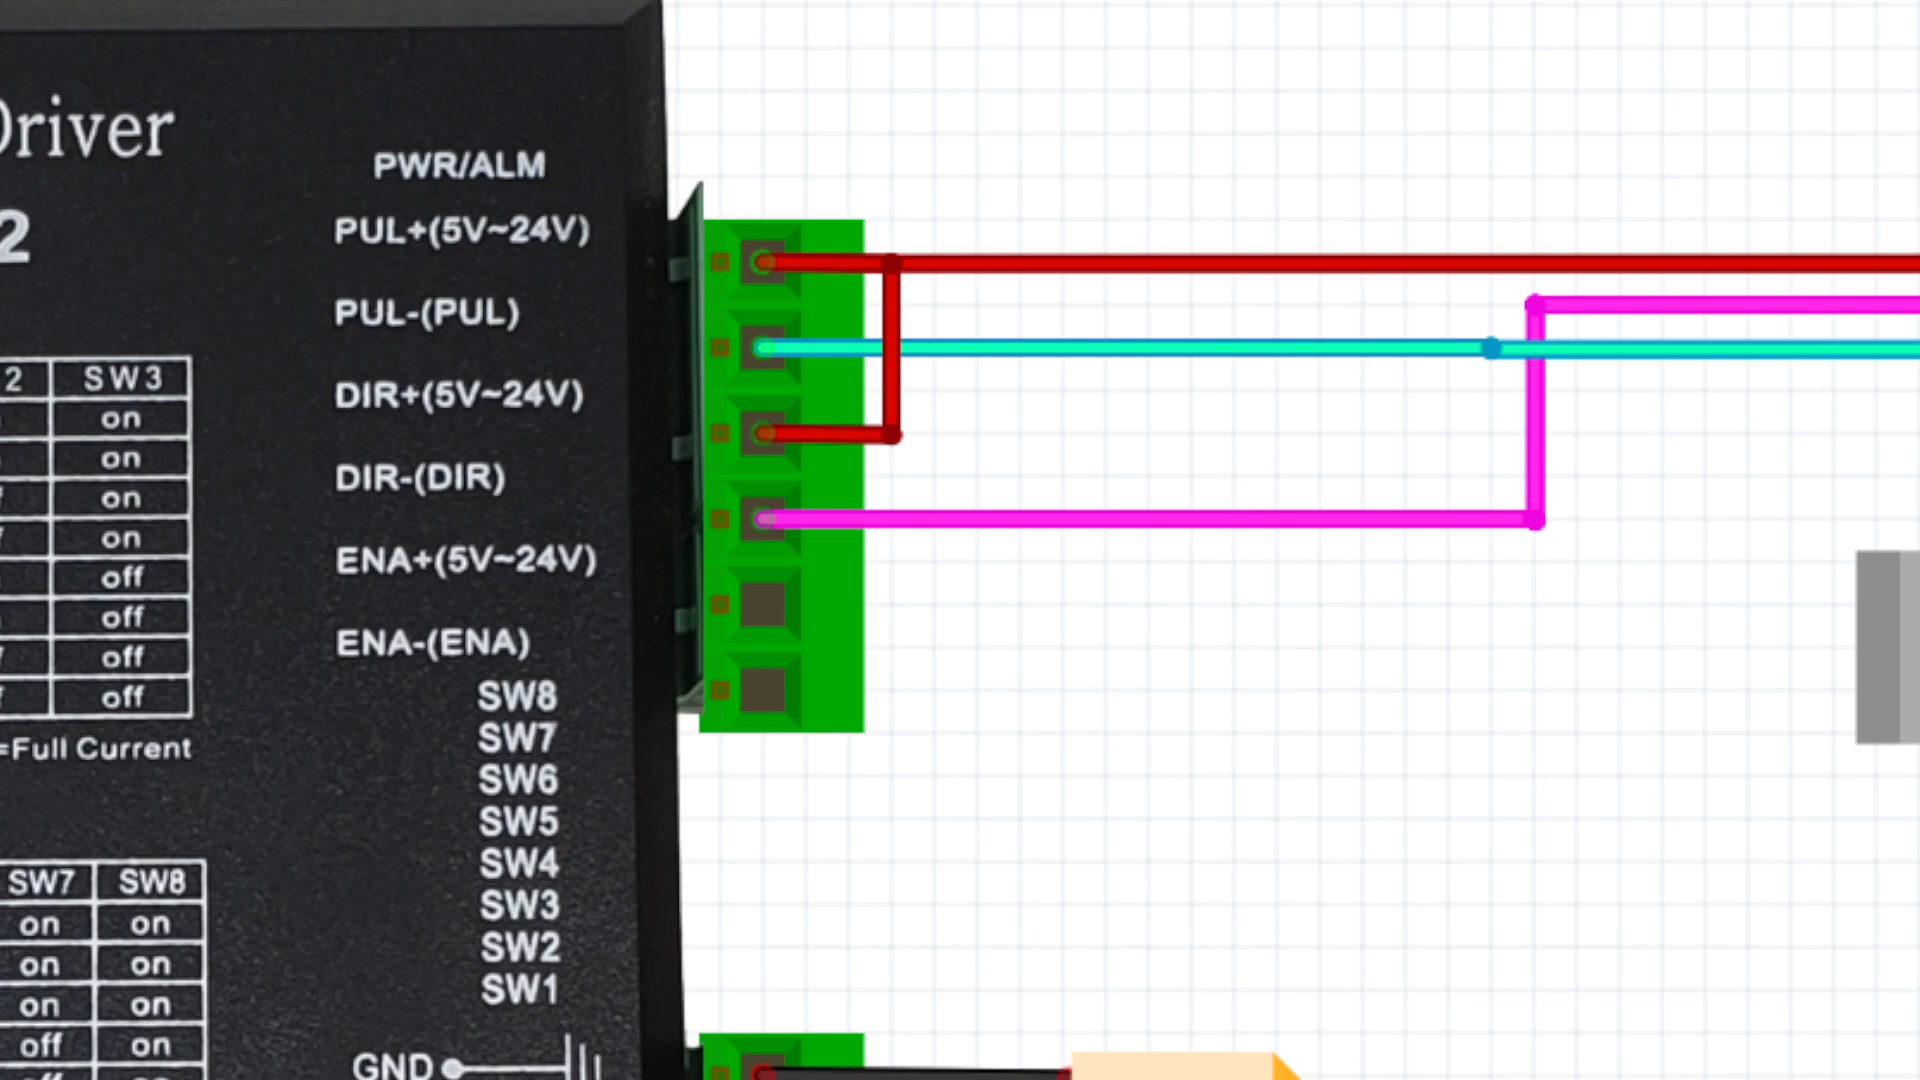 Driver
2
PWR/ALM
PUL+(5V~24V)
PUL-(PUL)
DIR+(5V~24V)
DIR-(DIR)
ENA+(5V~24V)
ENA-(ENA)
SW8
SW7
SW6
SW5
SW4
SW3
SW2
SW1
GND
2 SW3
on
on
on
on
off
off
off
off
=Full Current
SW7 SW8
on on
on on
on on
off on